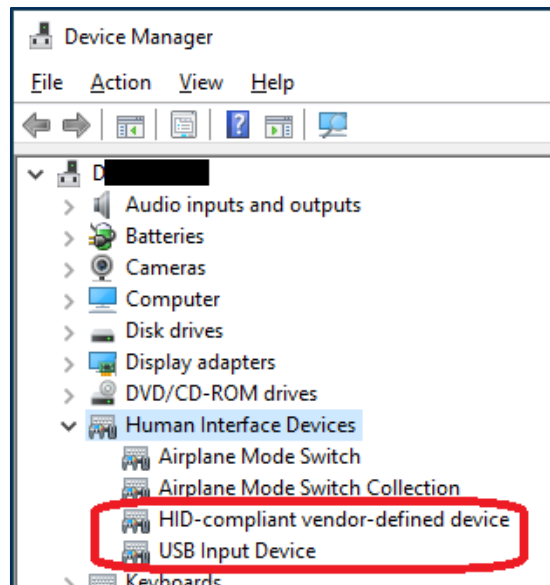 Device Manager
File Action View Help
D
Audio inputs and outputs
Batteries
Cameras
Computer
Disk drives
Display adapters
DVD/CD-ROM drives
Human Interface Devices
Airplane Mode Switch
Airplane Mode Switch Collection
HID-compliant vendor-defined device
USB Input Device
Keyboards